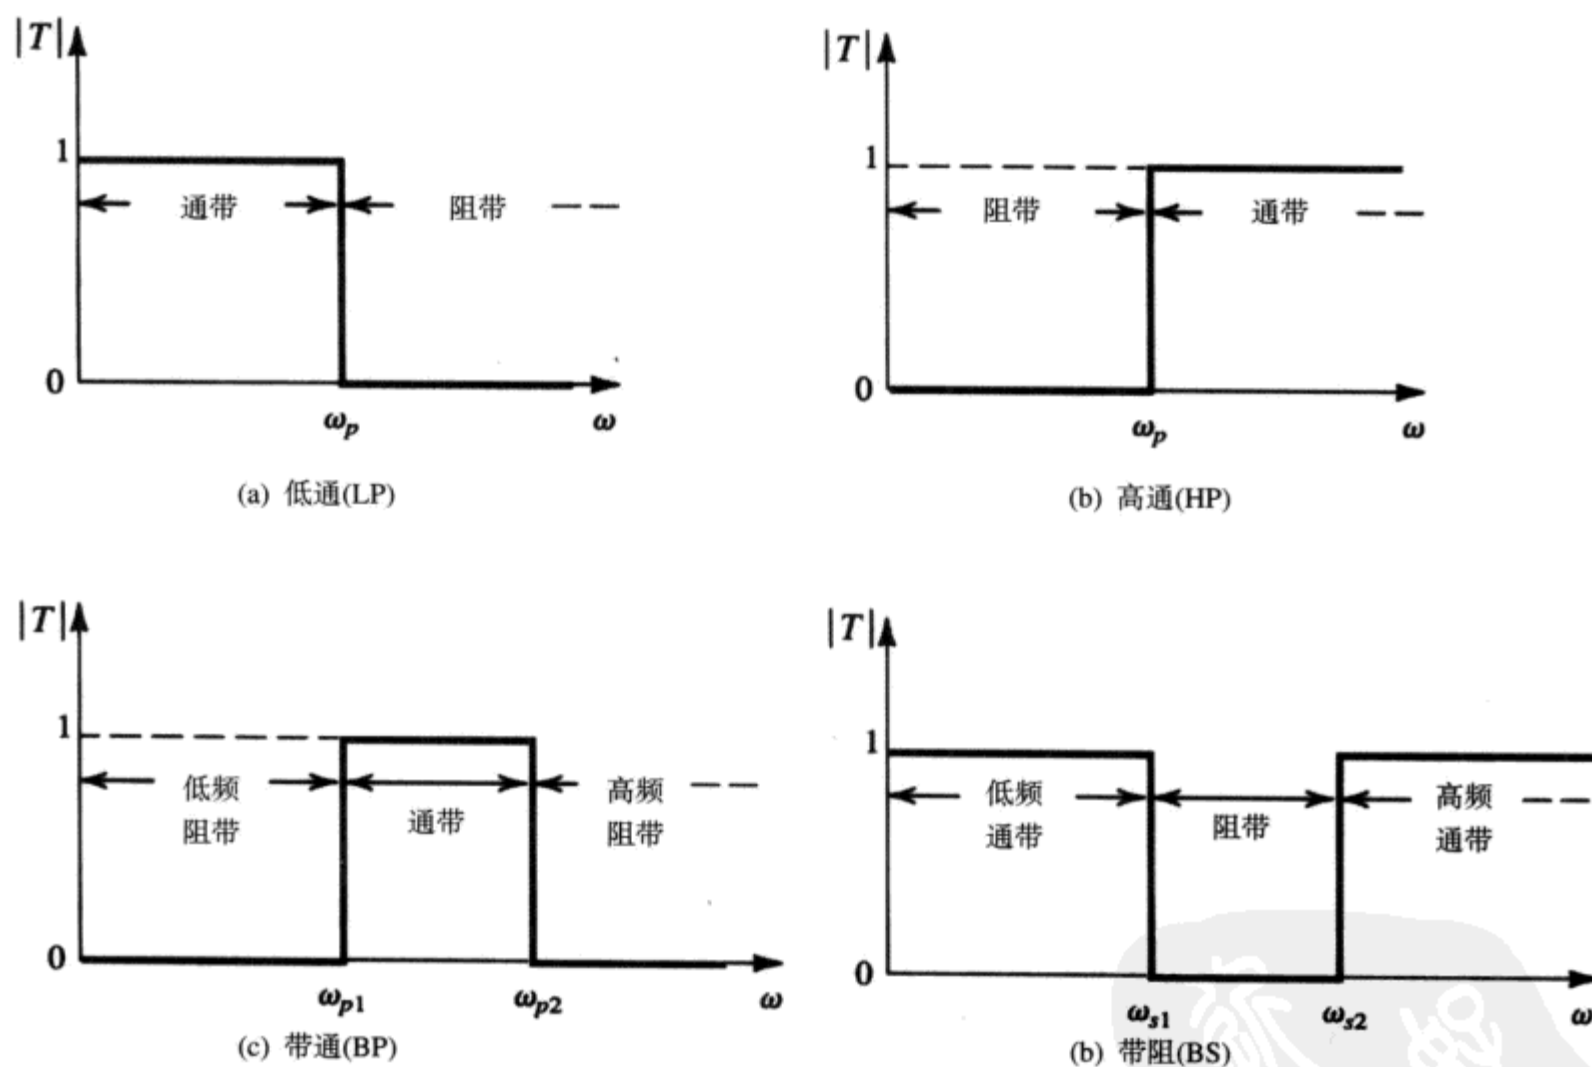 |T|
1
通带
阻带
0
ωp
ω
(a) 低通(LP)
|T|
1
阻带
通带
0
ωp
ω
(b) 高通(HP)
|T|
1
低频
阻带
通带
高频
阻带
0
ωp1
ωp2
ω
(c) 带通(BP)
|T|
1
低频
通带
阻带
高频
通带
0
ωs1
ωs2
ω
(b) 带阻(BS)